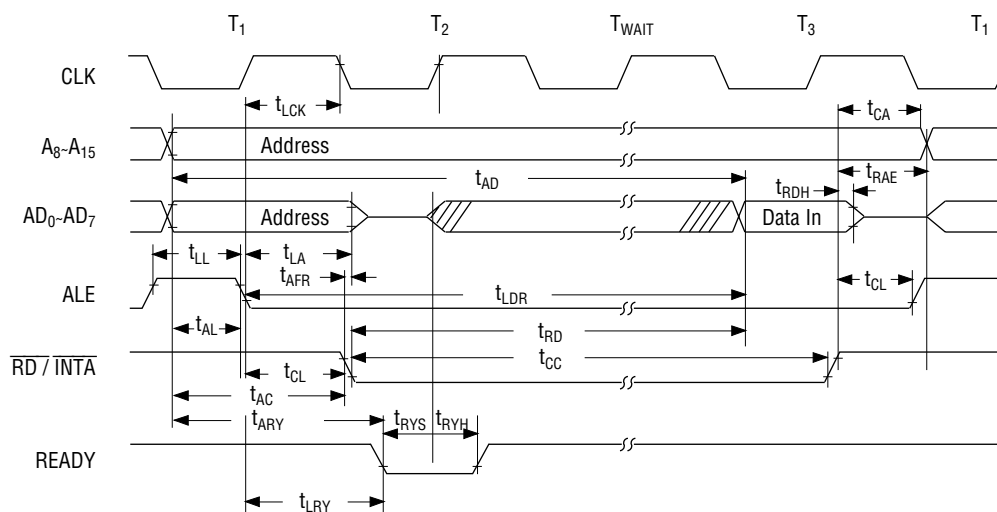 T1 T2 TWAIT T3 T1
CLK
tLCK tCA
A8~A15 Address
tAD tRDH tRAE
AD0~AD7 Address Data In
tLL tLA
tAFR tCL
ALE tLDR
tAL tRD
RD / INTA tCL tCC
tAC
tARY tRYS tRYH
READY
tLRY